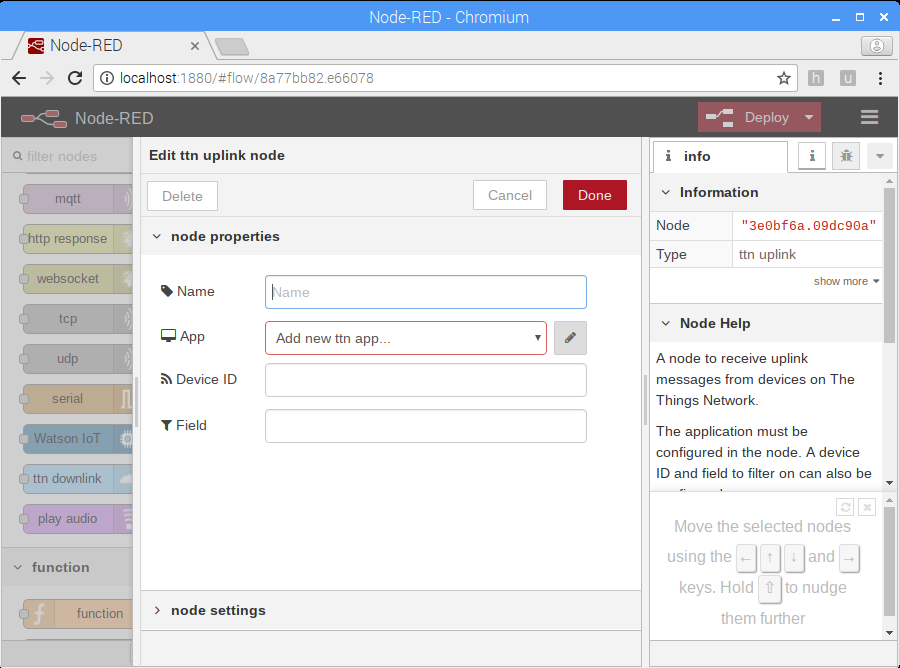 Node-RED - Chromium
Node-RED
localhost:1880/#flow/8a77bb82.e66078
h
u
Node-RED
Deploy
filter nodes
mqtt
http response
websocket
tcp
udp
serial
Watson IoT
ttn downlink
play audio
function
function
Edit ttn uplink node
Delete
Cancel
Done
node properties
Name
Name
App
Add new ttn app...
Device ID
Field
node settings
info
Information
Node "3e0bf6a.09dc90a"
Type ttn uplink
show more
Node Help
A node to receive uplink
messages from devices on The
Things Network.
The application must be
configured in the node. A device
ID and field to filter on can also be
Move the selected nodes
using the ← ↑ ↓ and →
keys. Hold ⇧ to nudge
them further